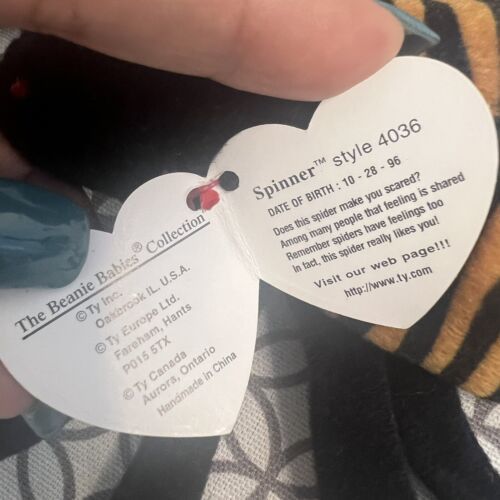 The Beanie Babies® Collection
© Ty Inc.
Oakbrook IL. U.S.A.
© Ty Europe Ltd.
Fareham, Hants
P015 5TX
© Ty Canada
Aurora, Ontario
Handmade in China
Spinner™ style 4036
DATE OF BIRTH : 10 - 28 - 96
Does this spider make you scared?
Among many people that feeling is shared
Remember spiders have feelings too
In fact, this spider really likes you!
Visit our web page!!!
http://www.ty.com